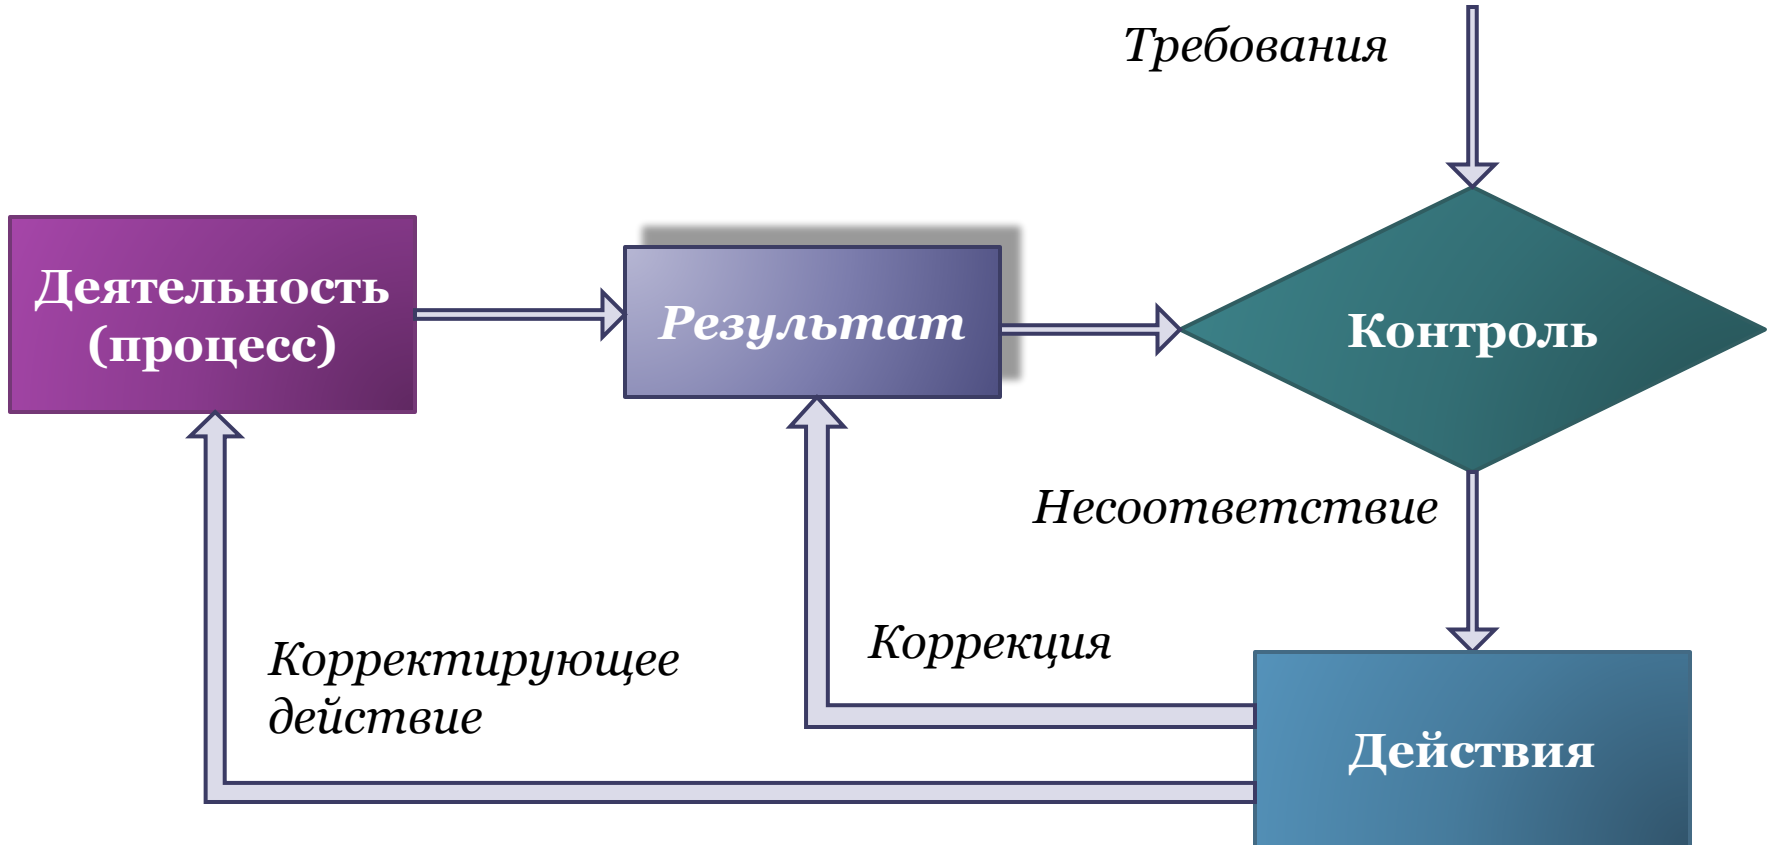 Требования
Деятельность
(процесс)
Результат
Контроль
Несоответствие
Коррекция
Корректирующее
действие
Действия